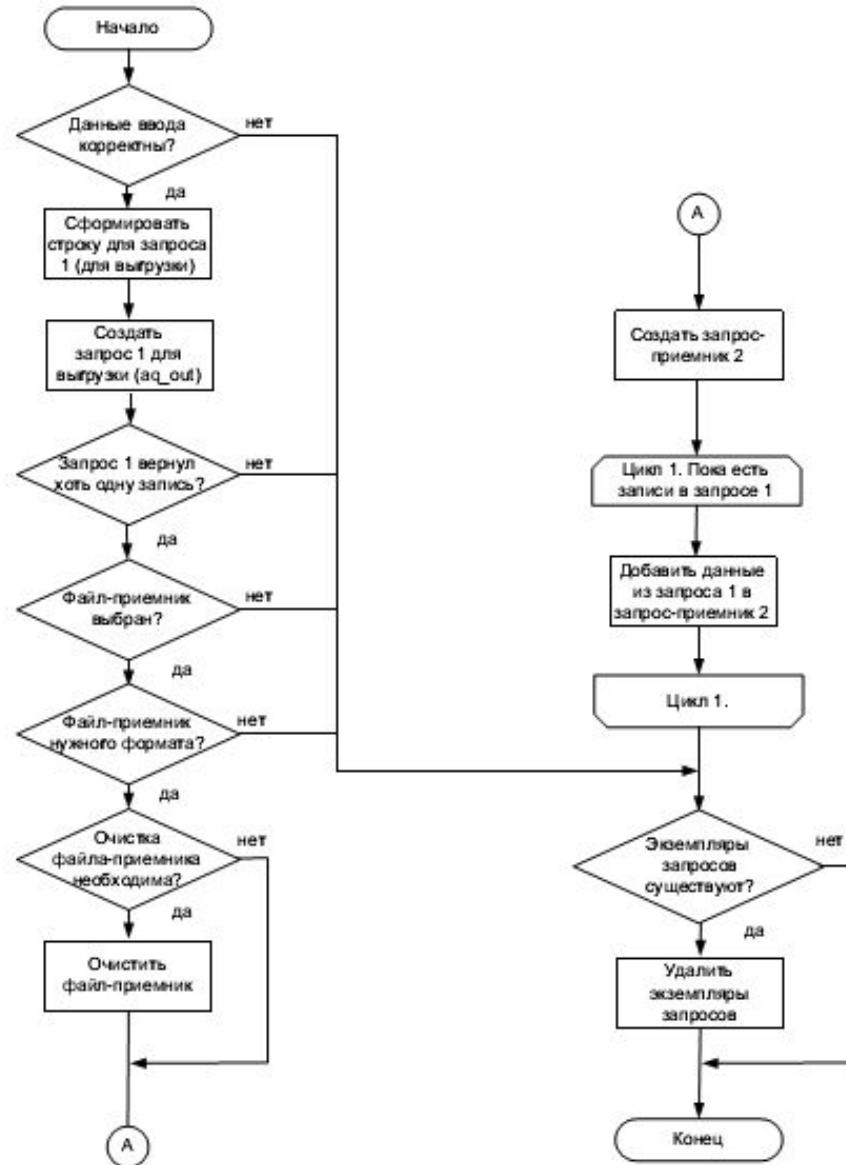 Начало
Данные ввода
корректны?
нет
да
Сформировать
строку для запроса
1 (для выгрузки)
Создать
запрос 1 для
выгрузки (aq_out)
Запрос 1 вернул
хоть одну запись?
нет
да
Файл-приемник
выбран?
нет
да
Файл-приемник
нужного формата?
нет
да
Очистка
файла-приемника
необходима?
нет
да
Очистить
файл-приемник
А
А
Создать запрос-
приемник 2
Цикл 1. Пока есть
записи в запросе 1
Добавить данные
из запроса 1 в
запрос-приемник 2
Цикл 1.
Экземпляры
запросов
существуют?
нет
да
Удалить
экземпляры
запросов
Конец